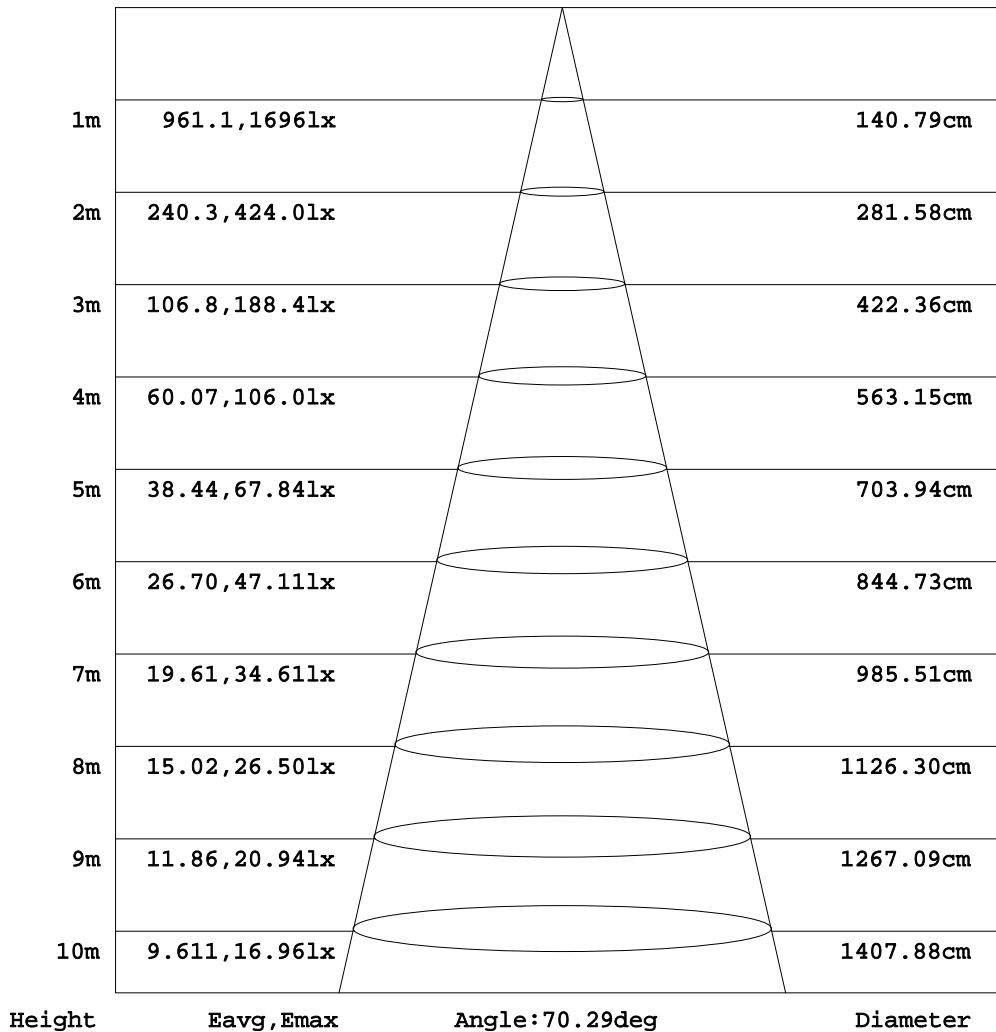 1m 961.1,1696lx 140.79cm
2m 240.3,424.0lx 281.58cm
3m 106.8,188.4lx 422.36cm
4m 60.07,106.0lx 563.15cm
5m 38.44,67.84lx 703.94cm
6m 26.70,47.11lx 844.73cm
7m 19.61,34.61lx 985.51cm
8m 15.02,26.50lx 1126.30cm
9m 11.86,20.94lx 1267.09cm
10m 9.611,16.96lx 1407.88cm
Height Eavg,Emax Angle:70.29deg Diameter